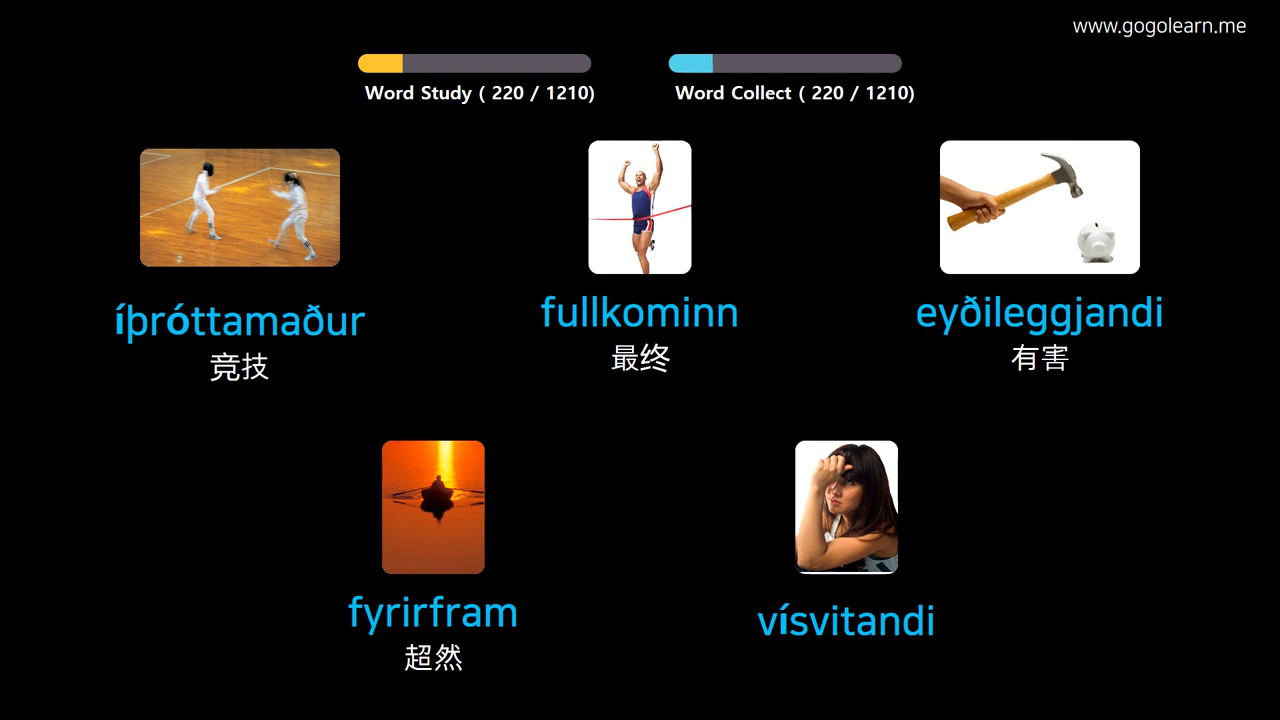 www.gogolearn.me
Word Study ( 220 / 1210)
Word Collect ( 220 / 1210)
íþróttamaður
竞技
fullkominn
最终
eyðileggjandi
有害
fyrirfram
超然
vísvitandi